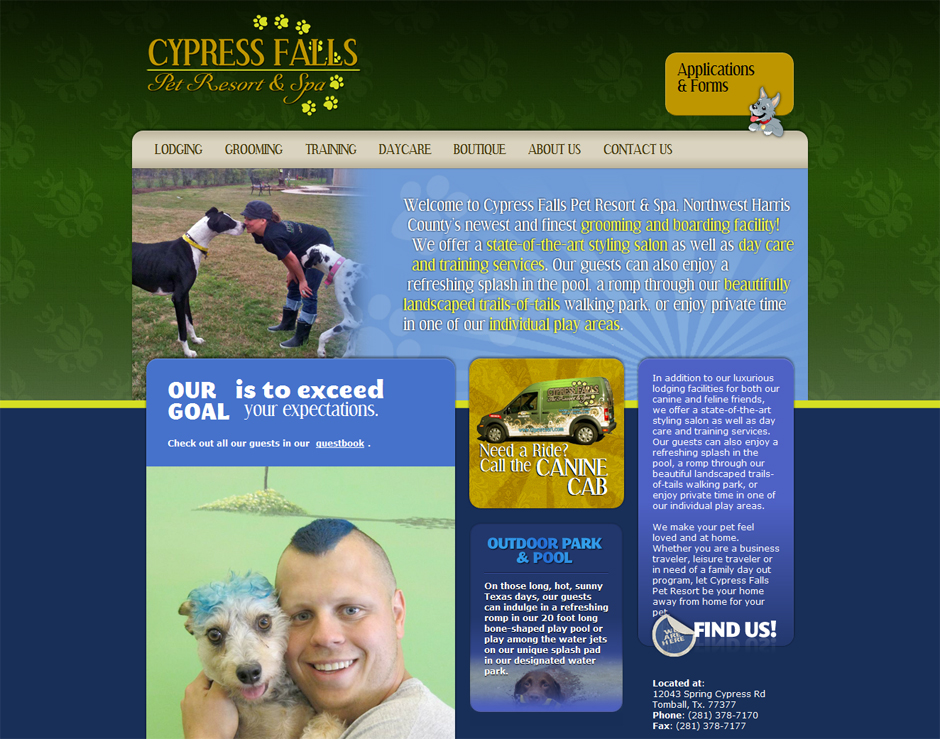 CYPRESS FALLS
Pet Resort & Spa
Applications
& Forms
LODGING GROOMING TRAINING DAYCARE BOUTIQUE ABOUT US CONTACT US
Welcome to Cypress Falls Pet Resort & Spa, Northwest Harris
County's newest and finest grooming and boarding facility!
We offer a state-of-the-art styling salon as well as day care
and training services. Our guests can also enjoy a
refreshing splash in the pool, a romp through our beautifully
landscaped trails-of-tails walking park, or enjoy private time
in one of our individual play areas.
OUR is to exceed
GOAL your expectations.
Check out all our guests in our guestbook .
Need a Ride?
Call the CANINE
CAB
OUTDOOR PARK
& POOL
On those long, hot, sunny
Texas days, our guests
can indulge in a refreshing
romp in our 20 foot long
bone-shaped play pool or
play among the water jets
on our unique splash pad
in our designated water
park.
In addition to our luxurious
lodging facilities for both our
canine and feline friends,
we offer a state-of-the-art
styling salon as well as day
care and training services.
Our guests can also enjoy a
refreshing splash in the
pool, a romp through our
beautiful landscaped trails-
of-tails walking park, or
enjoy private time in one of
our individual play areas.
We make your pet feel
loved and at home.
Whether you are a business
traveler, leisure traveler or
in need of a family day out
program, let Cypress Falls
Pet Resort be your home
away from home for your
pet
WE
ARE
HERE
FIND US!
Located at:
12043 Spring Cypress Rd
Tomball, Tx. 77377
Phone: (281) 378-7170
Fax: (281) 378-7177